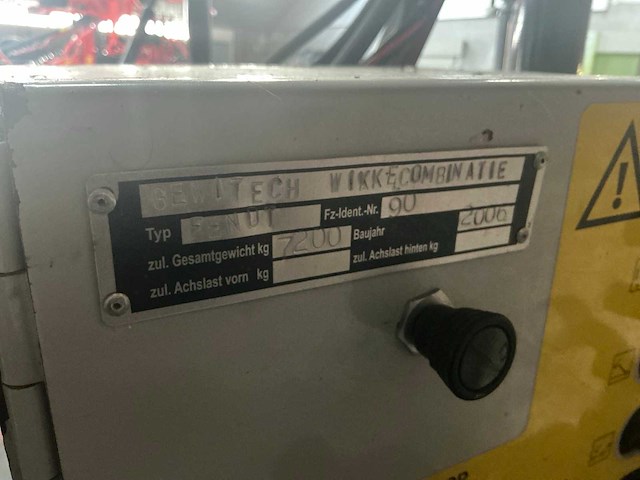 GEWITECH WIKKECOMBINATIE
Typ Fz-Ident.-Nr. 90
zul. Gesamtgewicht kg 7200 Baujahr 2006
zul. Achslast vorn kg zul. Achslast hinten kg